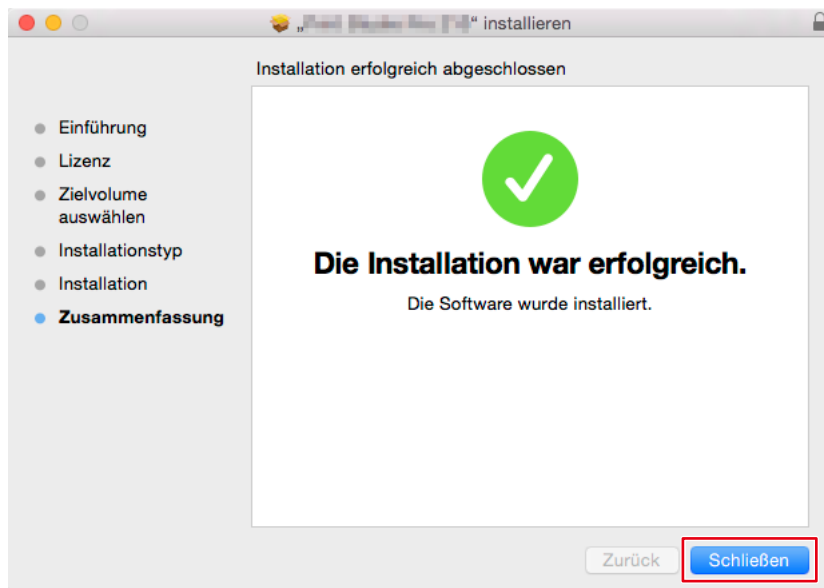 „ “ installieren
Installation erfolgreich abgeschlossen
Einführung
Lizenz
Zielvolume
auswählen
Installationstyp
Installation
Zusammenfassung
Die Installation war erfolgreich.
Die Software wurde installiert.
Zurück
Schließen